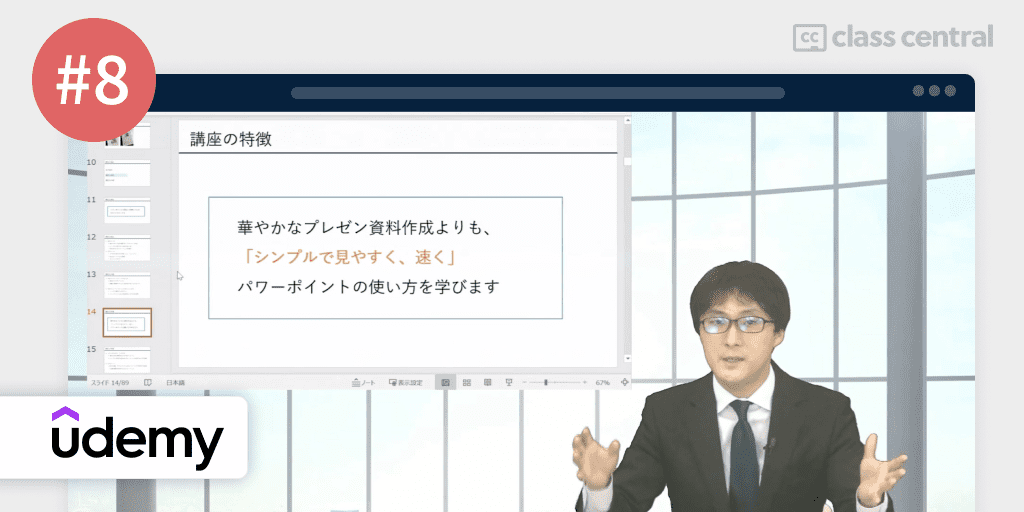 #8
class central
講座の特徴
華やかなプレゼン資料作成よりも、
「シンプルで見やすく、速く」
パワーポイントの使い方を学びます
10
11
12
13
14
15
スライド 14/89
日本語
ノート
表示設定
67%
udemy